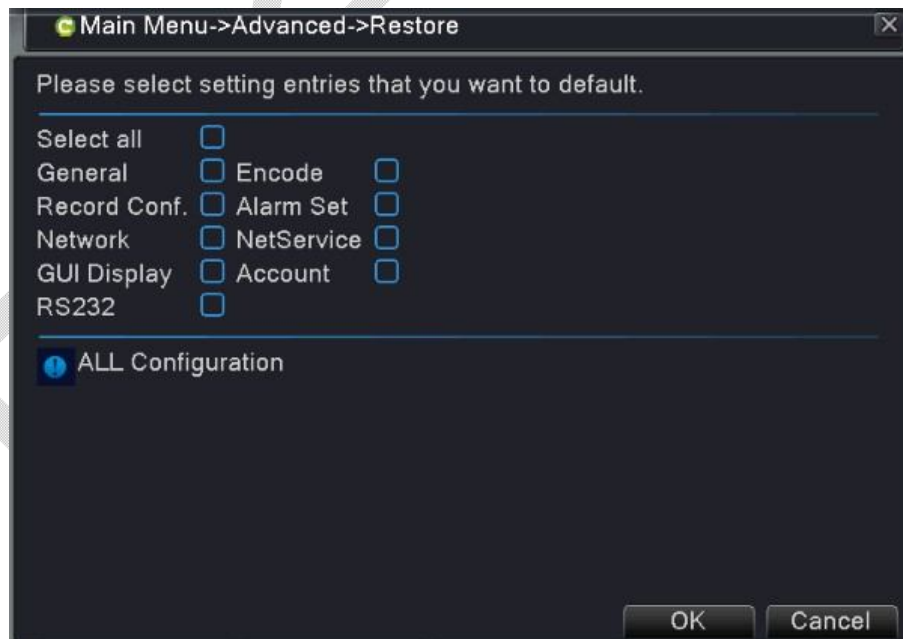 Main Menu->Advanced->Restore
Please select setting entries that you want to default.
Select all
General Encode
Record Conf. Alarm Set
Network NetService
GUI Display Account
RS232
ALL Configuration
OK Cancel